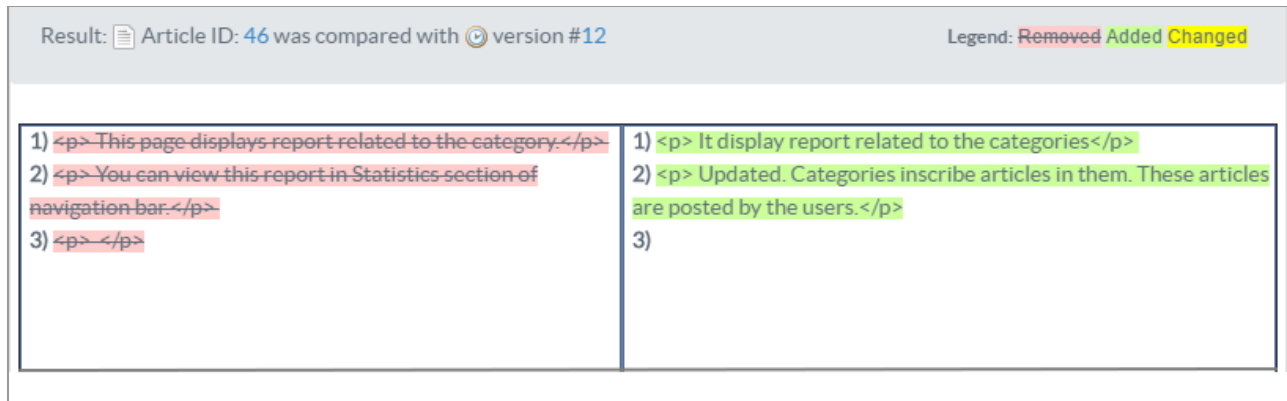 Result: Article ID: 46 was compared with version #12
Legend: Removed Added Changed
1) <p> This page displays report related to the category.</p>
2) <p> You can view this report in Statistics section of
navigation bar.</p>
3) <p> </p>
1) <p> It display report related to the categories</p>
2) <p> Updated. Categories inscribe articles in them. These articles
are posted by the users.</p>
3)